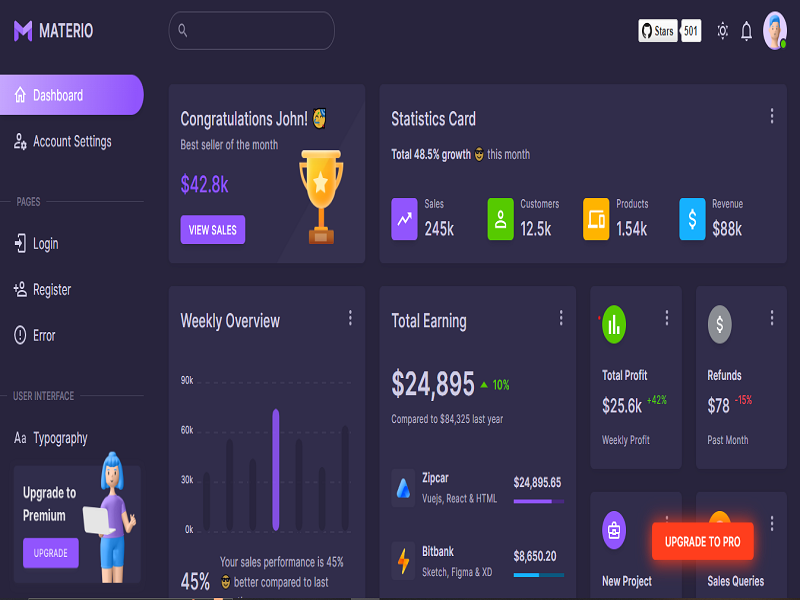 MATERIO
Stars 501
Dashboard
Account Settings
PAGES
Login
Register
Error
USER INTERFACE
Aa Typography
Upgrade to
Premium
UPGRADE
Congratulations John!
Best seller of the month
$42.8k
VIEW SALES
Statistics Card
Total 48.5% growth 😎 this month
Sales
245k
Customers
12.5k
Products
1.54k
Revenue
$88k
Weekly Overview
90k
60k
30k
0k
45%
Your sales performance is 45%
😎 better compared to last
Total Earning
$24,895 10%
Compared to $84,325 last year
Zipcar
Vuejs, React & HTML
$24,895.65
Bitbank
Sketch, Figma & XD
$8,650.20
Total Profit
$25.6k +42%
Weekly Profit
$
Refunds
$78 -15%
Past Month
New Project
UPGRADE TO PRO
Sales Queries